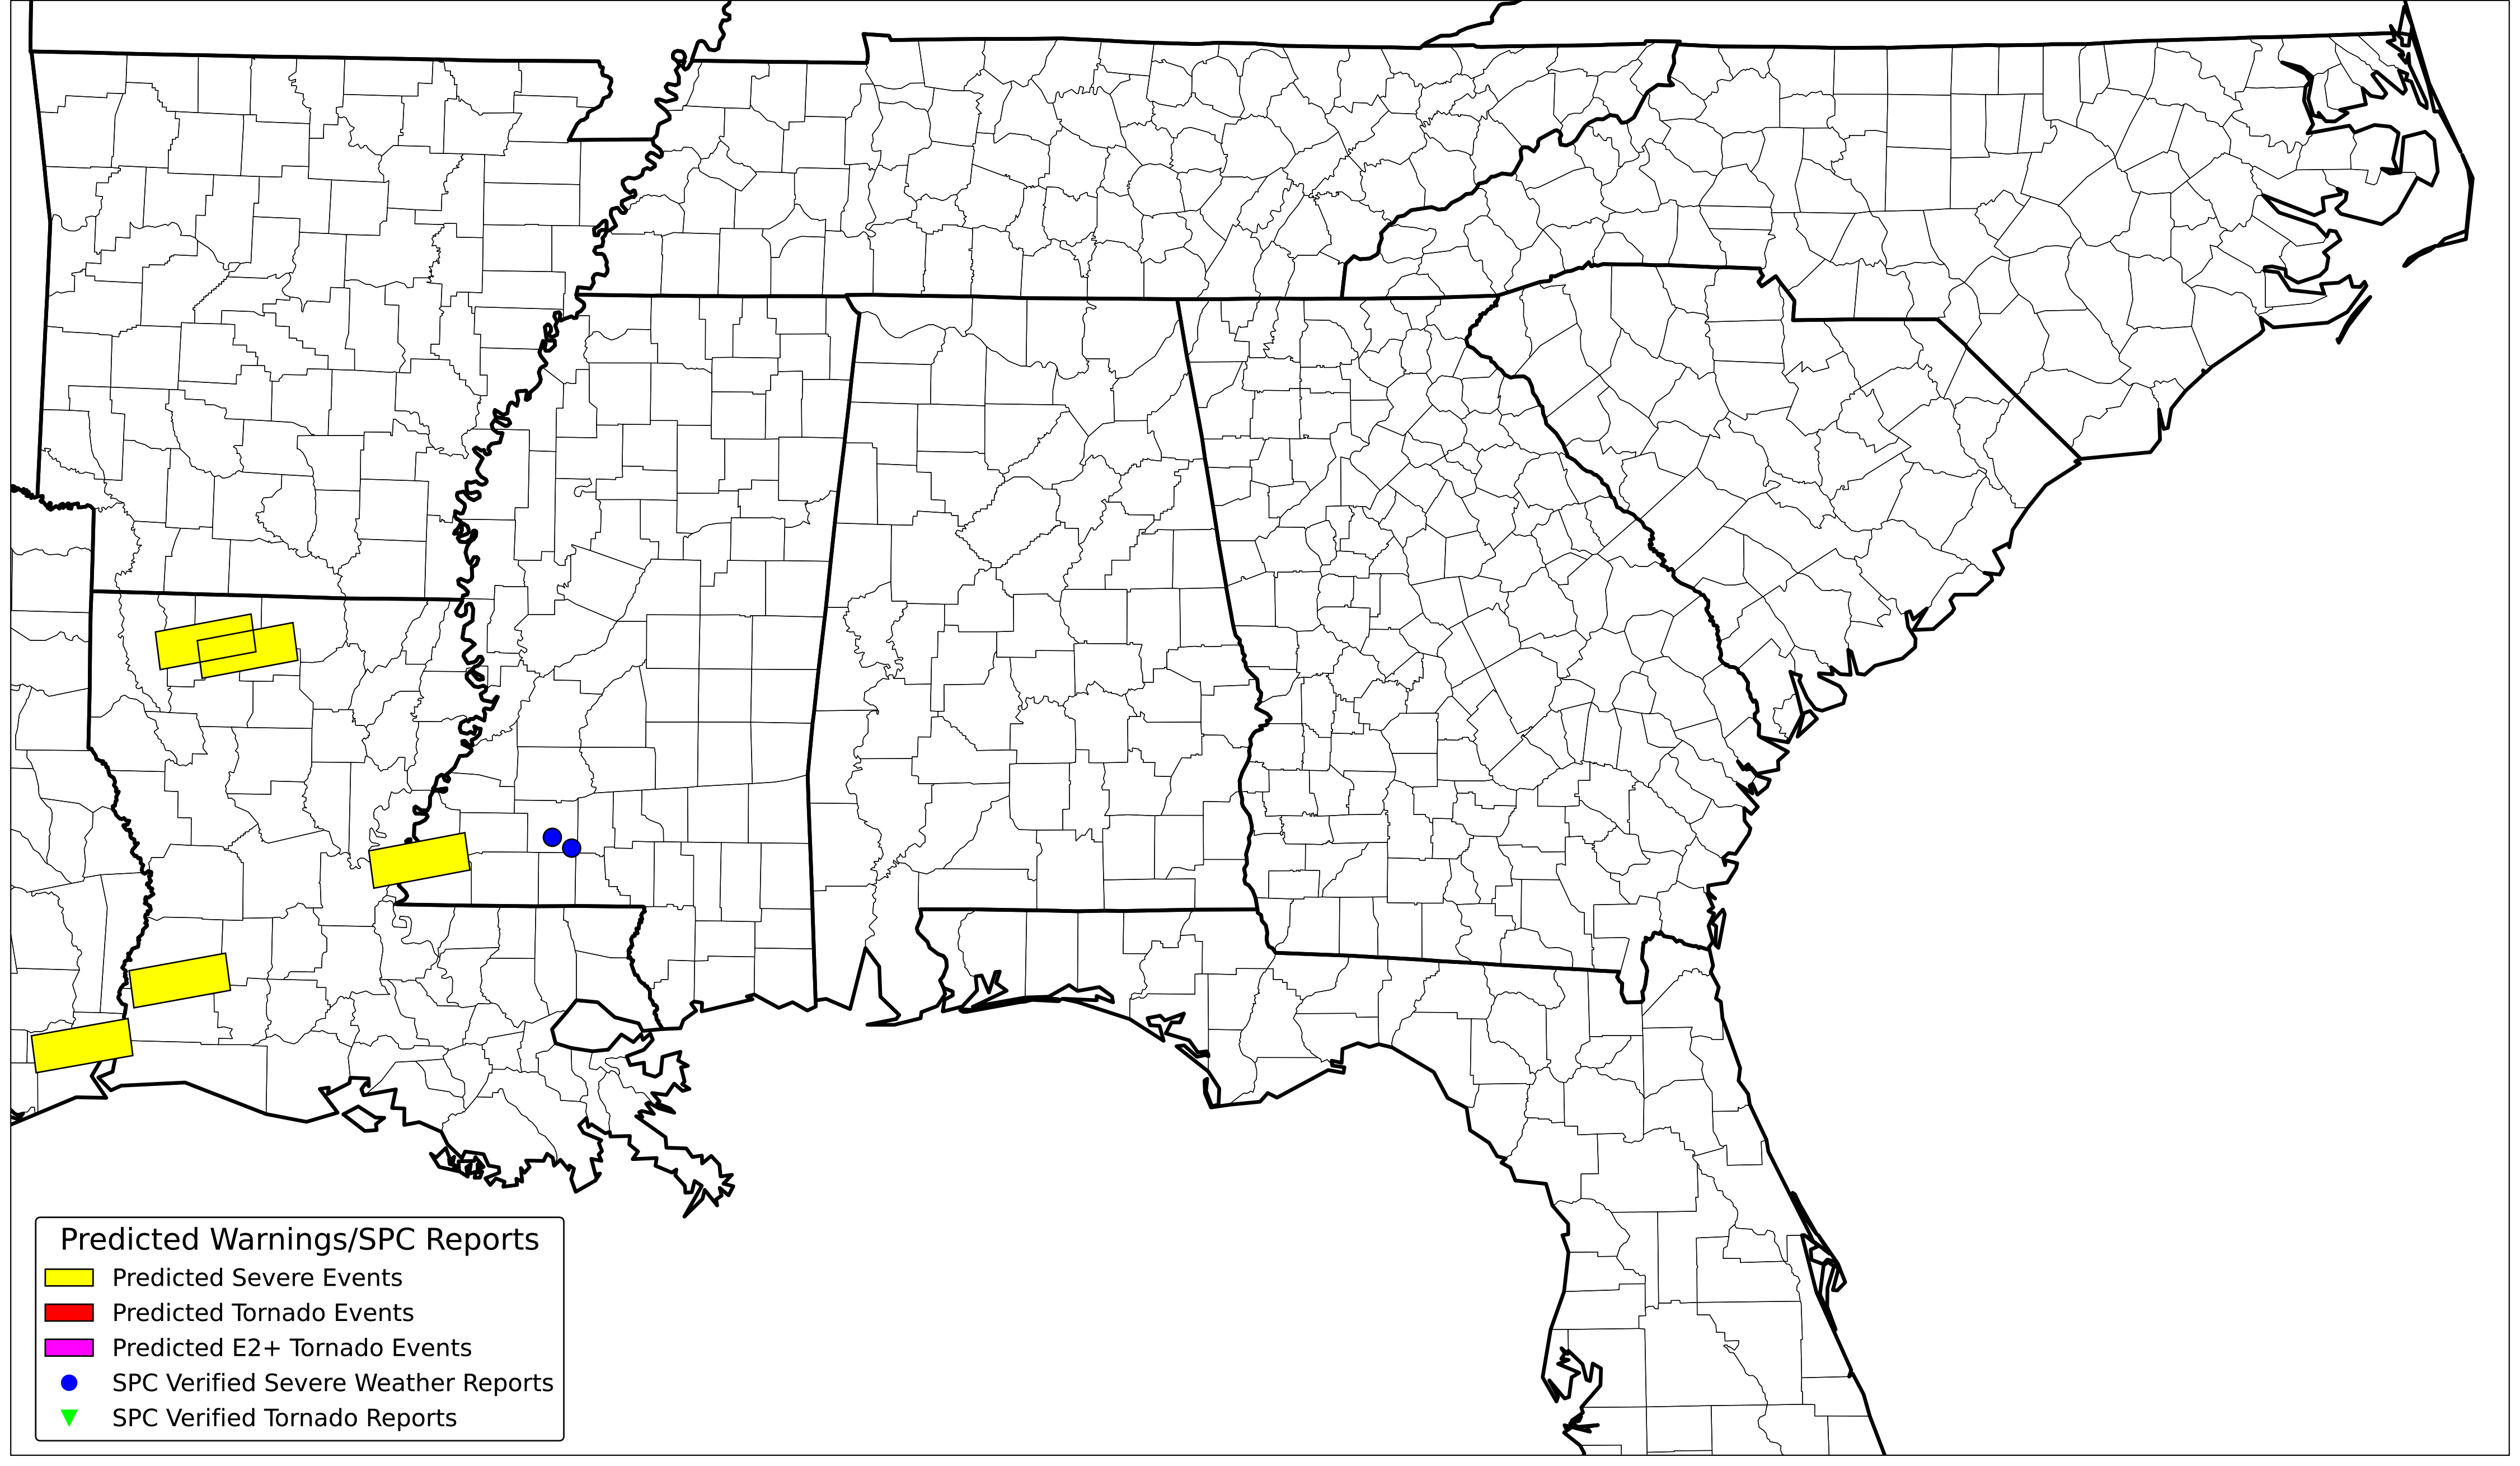 Predicted Warnings/SPC Reports
Predicted Severe Events
Predicted Tornado Events
Predicted E2+ Tornado Events
SPC Verified Severe Weather Reports
SPC Verified Tornado Reports